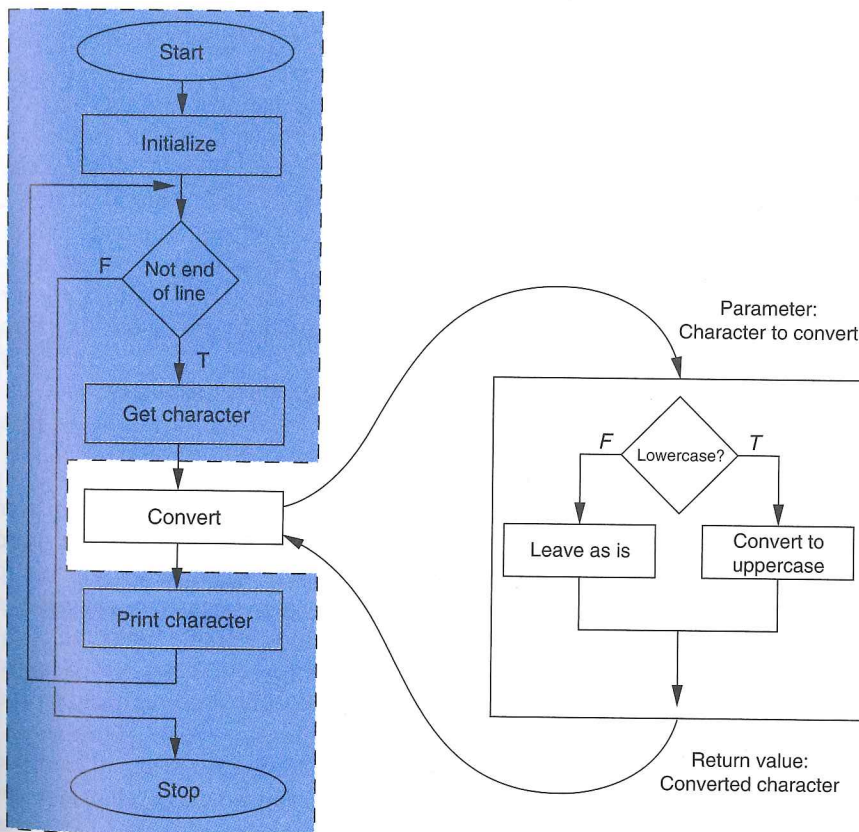 Start
Initialize
F
Not end
of line
T
Get character
Convert
Print character
Stop
Parameter:
Character to convert
F
Lowercase?
T
Leave as is
Convert to
uppercase
Return value:
Converted character